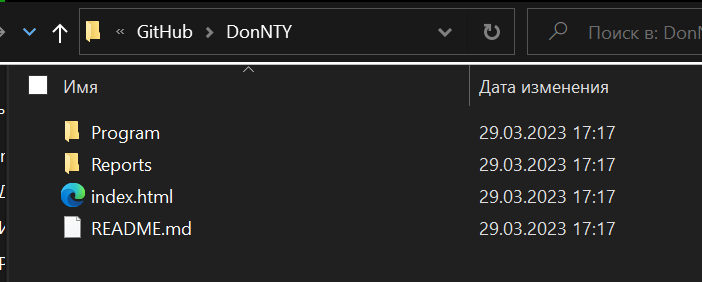 « GitHub > DonNTY
Поиск в: DonN
Имя Дата изменения
Program 29.03.2023 17:17
Reports 29.03.2023 17:17
index.html 29.03.2023 17:17
README.md 29.03.2023 17:17